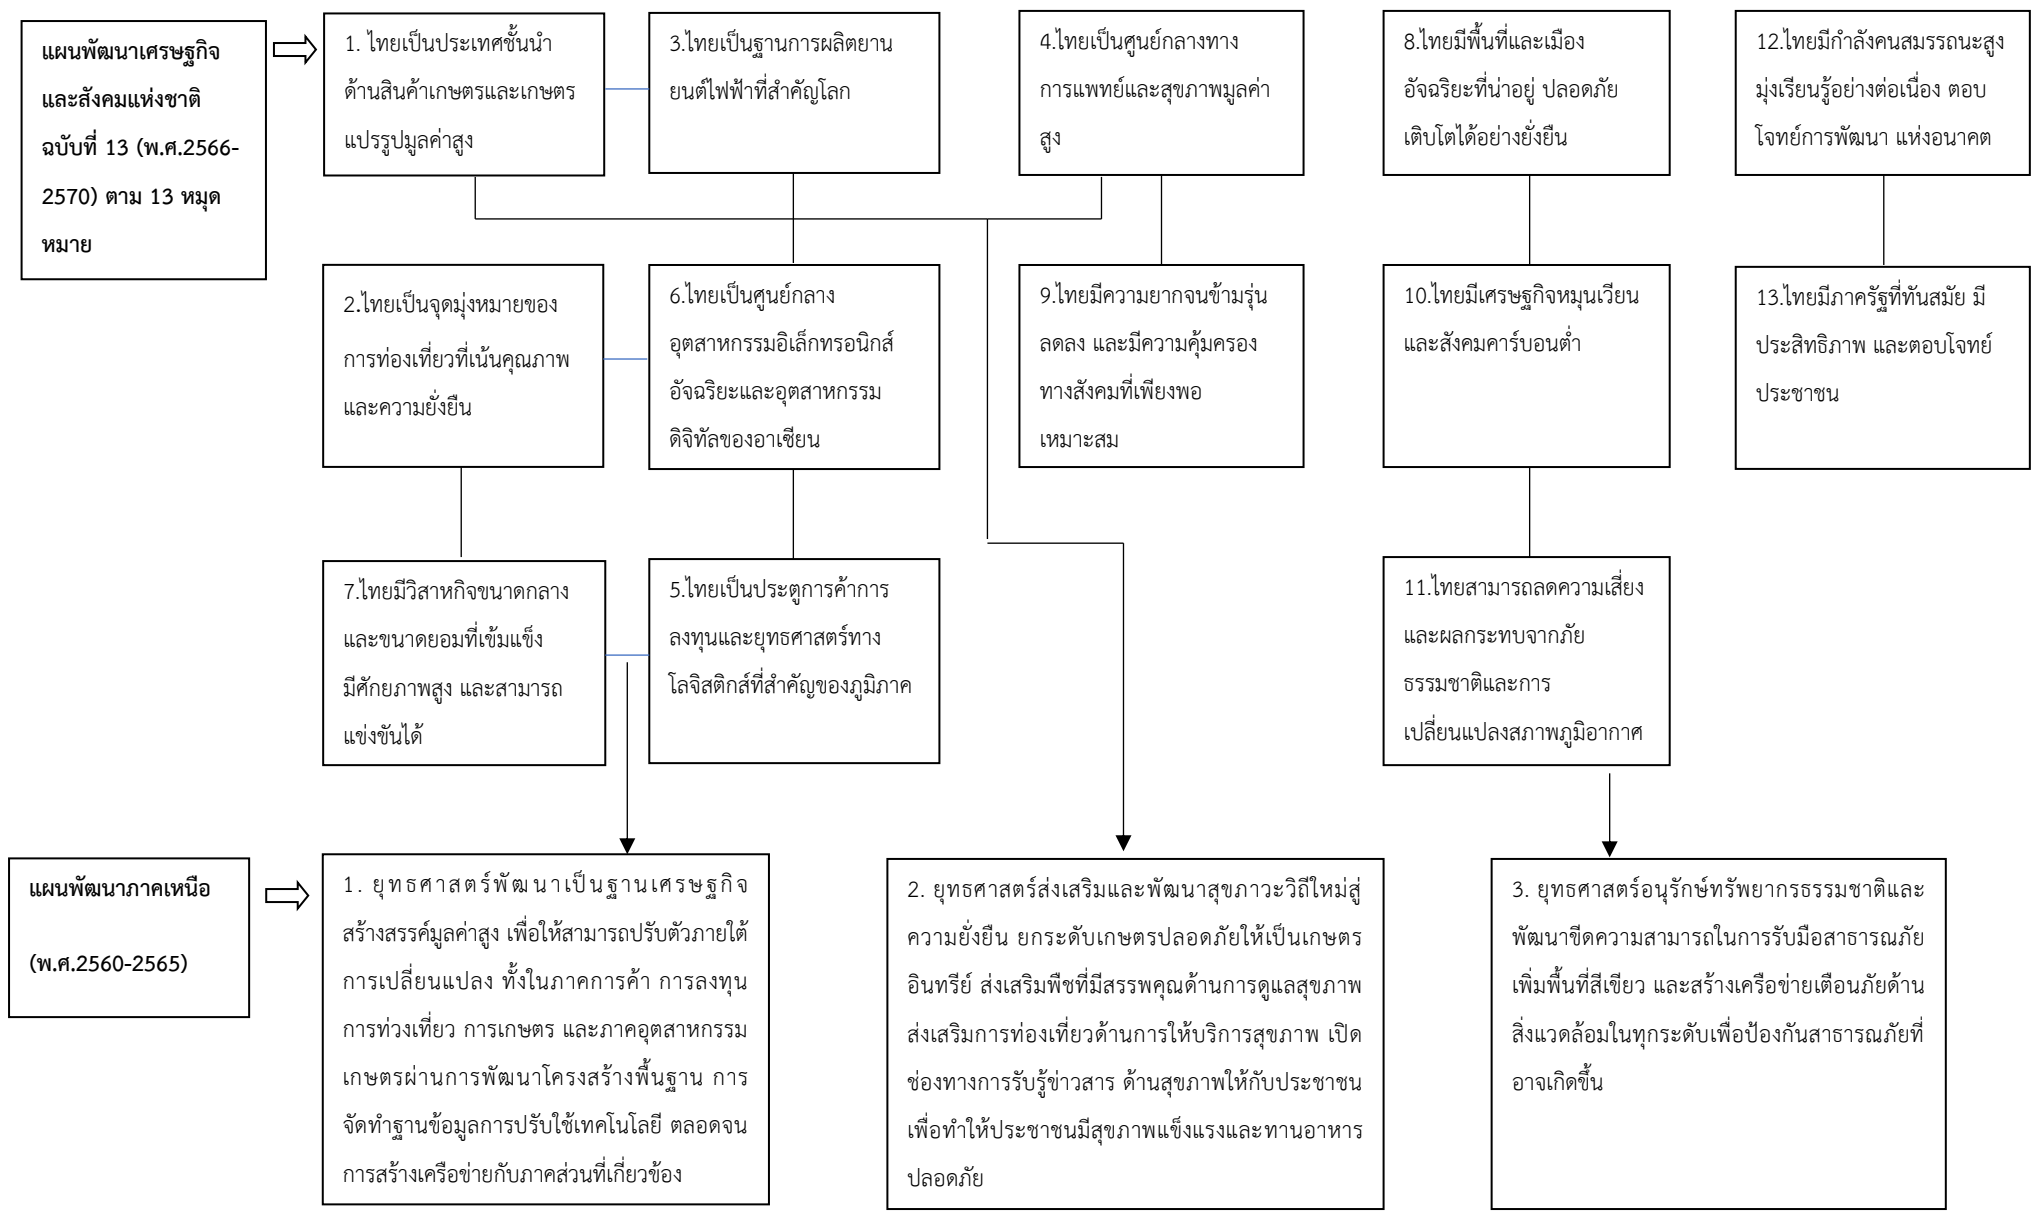 แผนพัฒนาเศรษฐกิจ
และสังคมแห่งชาติ
ฉบับที่ 13 (พ.ศ.2566-
2570) ตาม 13 หมุด
หมาย
1. ไทยเป็นประเทศชั้นนำ
ด้านสินค้าเกษตรและเกษตร
แปรรูปมูลค่าสูง
3.ไทยเป็นฐานการผลิตยาน
ยนต์ไฟฟ้าที่สำคัญโลก
4.ไทยเป็นศูนย์กลางทาง
การแพทย์และสุขภาพมูลค่า
สูง
8.ไทยมีพื้นที่และเมือง
อัจฉริยะที่น่าอยู่ ปลอดภัย
เติบโตได้อย่างยั่งยืน
12.ไทยมีกำลังคนสมรรถนะสูง
มุ่งเรียนรู้อย่างต่อเนื่อง ตอบ
โจทย์การพัฒนา แห่งอนาคต
2.ไทยเป็นจุดมุ่งหมายของ
การท่องเที่ยวที่เน้นคุณภาพ
และความยั่งยืน
6.ไทยเป็นศูนย์กลาง
อุตสาหกรรมอิเล็กทรอนิกส์
อัจฉริยะและอุตสาหกรรม
ดิจิทัลของอาเซียน
9.ไทยมีความยากจนข้ามรุ่น
ลดลง และมีความคุ้มครอง
ทางสังคมที่เพียงพอ
เหมาะสม
10.ไทยมีเศรษฐกิจหมุนเวียน
และสังคมคาร์บอนต่ำ
13.ไทยมีภาครัฐที่ทันสมัย มี
ประสิทธิภาพ และตอบโจทย์
ประชาชน
7.ไทยมีวิสาหกิจขนาดกลาง
และขนาดยอมที่เข้มแข็ง
มีศักยภาพสูง และสามารถ
แข่งขันได้
5.ไทยเป็นประตูการค้าการ
ลงทุนและยุทธศาสตร์ทาง
โลจิสติกส์ที่สำคัญของภูมิภาค
11.ไทยสามารถลดความเสี่ยง
และผลกระทบจากภัย
ธรรมชาติและการ
เปลี่ยนแปลงสภาพภูมิอากาศ
แผนพัฒนาภาคเหนือ
(พ.ศ.2560-2565)
1. ยุทธศาสตร์พัฒนาเป็นฐานเศรษฐกิจ
สร้างสรรค์มูลค่าสูง เพื่อให้สามารถปรับตัวภายใต้
การเปลี่ยนแปลง ทั้งในภาคการค้า การลงทุน
การท่วงเที่ยว การเกษตร และภาคอุตสาหกรรม
เกษตรผ่านการพัฒนาโครงสร้างพื้นฐาน การ
จัดทำฐานข้อมูลการปรับใช้เทคโนโลยี ตลอดจน
การสร้างเครือข่ายกับภาคส่วนที่เกี่ยวข้อง
2. ยุทธศาสตร์ส่งเสริมและพัฒนาสุขภาวะวิถีใหม่สู่
ความยั่งยืน ยกระดับเกษตรปลอดภัยให้เป็นเกษตร
อินทรีย์ ส่งเสริมพืชที่มีสรรพคุณด้านการดูแลสุขภาพ
ส่งเสริมการท่องเที่ยวด้านการให้บริการสุขภาพ เปิด
ช่องทางการรับรู้ข่าวสาร ด้านสุขภาพให้กับประชาชน
เพื่อทำให้ประชาชนมีสุขภาพแข็งแรงและทานอาหาร
ปลอดภัย
3. ยุทธศาสตร์อนุรักษ์ทรัพยากรธรรมชาติและ
พัฒนาขีดความสามารถในการรับมือสาธารณภัย
เพิ่มพื้นที่สีเขียว และสร้างเครือข่ายเตือนภัยด้าน
สิ่งแวดล้อมในทุกระดับเพื่อป้องกันสาธารณภัยที่
อาจเกิดขึ้น